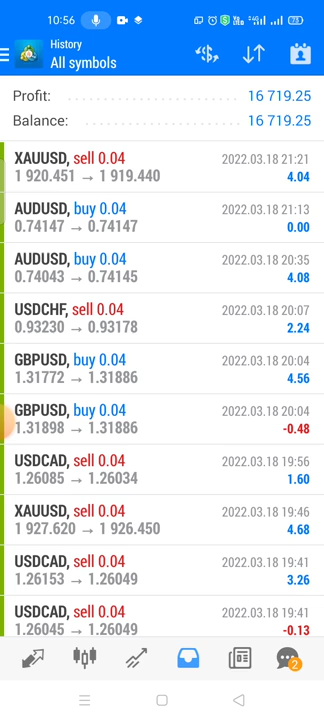 10:56
73
History
All symbols
Profit: 16 719.25
Balance: 16 719.25
XAUUSD, sell 0.04 2022.03.18 21:21
1 920.451 → 1 919.440 4.04
AUDUSD, buy 0.04 2022.03.18 21:13
0.74147 → 0.74147 0.00
AUDUSD, buy 0.04 2022.03.18 20:35
0.74043 → 0.74145 4.08
USDCHF, sell 0.04 2022.03.18 20:07
0.93230 → 0.93178 2.24
GBPUSD, buy 0.04 2022.03.18 20:04
1.31772 → 1.31886 4.56
GBPUSD, buy 0.04 2022.03.18 20:04
1.31898 → 1.31886 -0.48
USDCAD, sell 0.04 2022.03.18 19:56
1.26085 → 1.26034 1.60
XAUUSD, sell 0.04 2022.03.18 19:46
1 927.620 → 1 926.450 4.68
USDCAD, sell 0.04 2022.03.18 19:41
1.26153 → 1.26049 3.26
USDCAD, sell 0.04 2022.03.18 19:41
1.26045 → 1.26049 -0.13
2